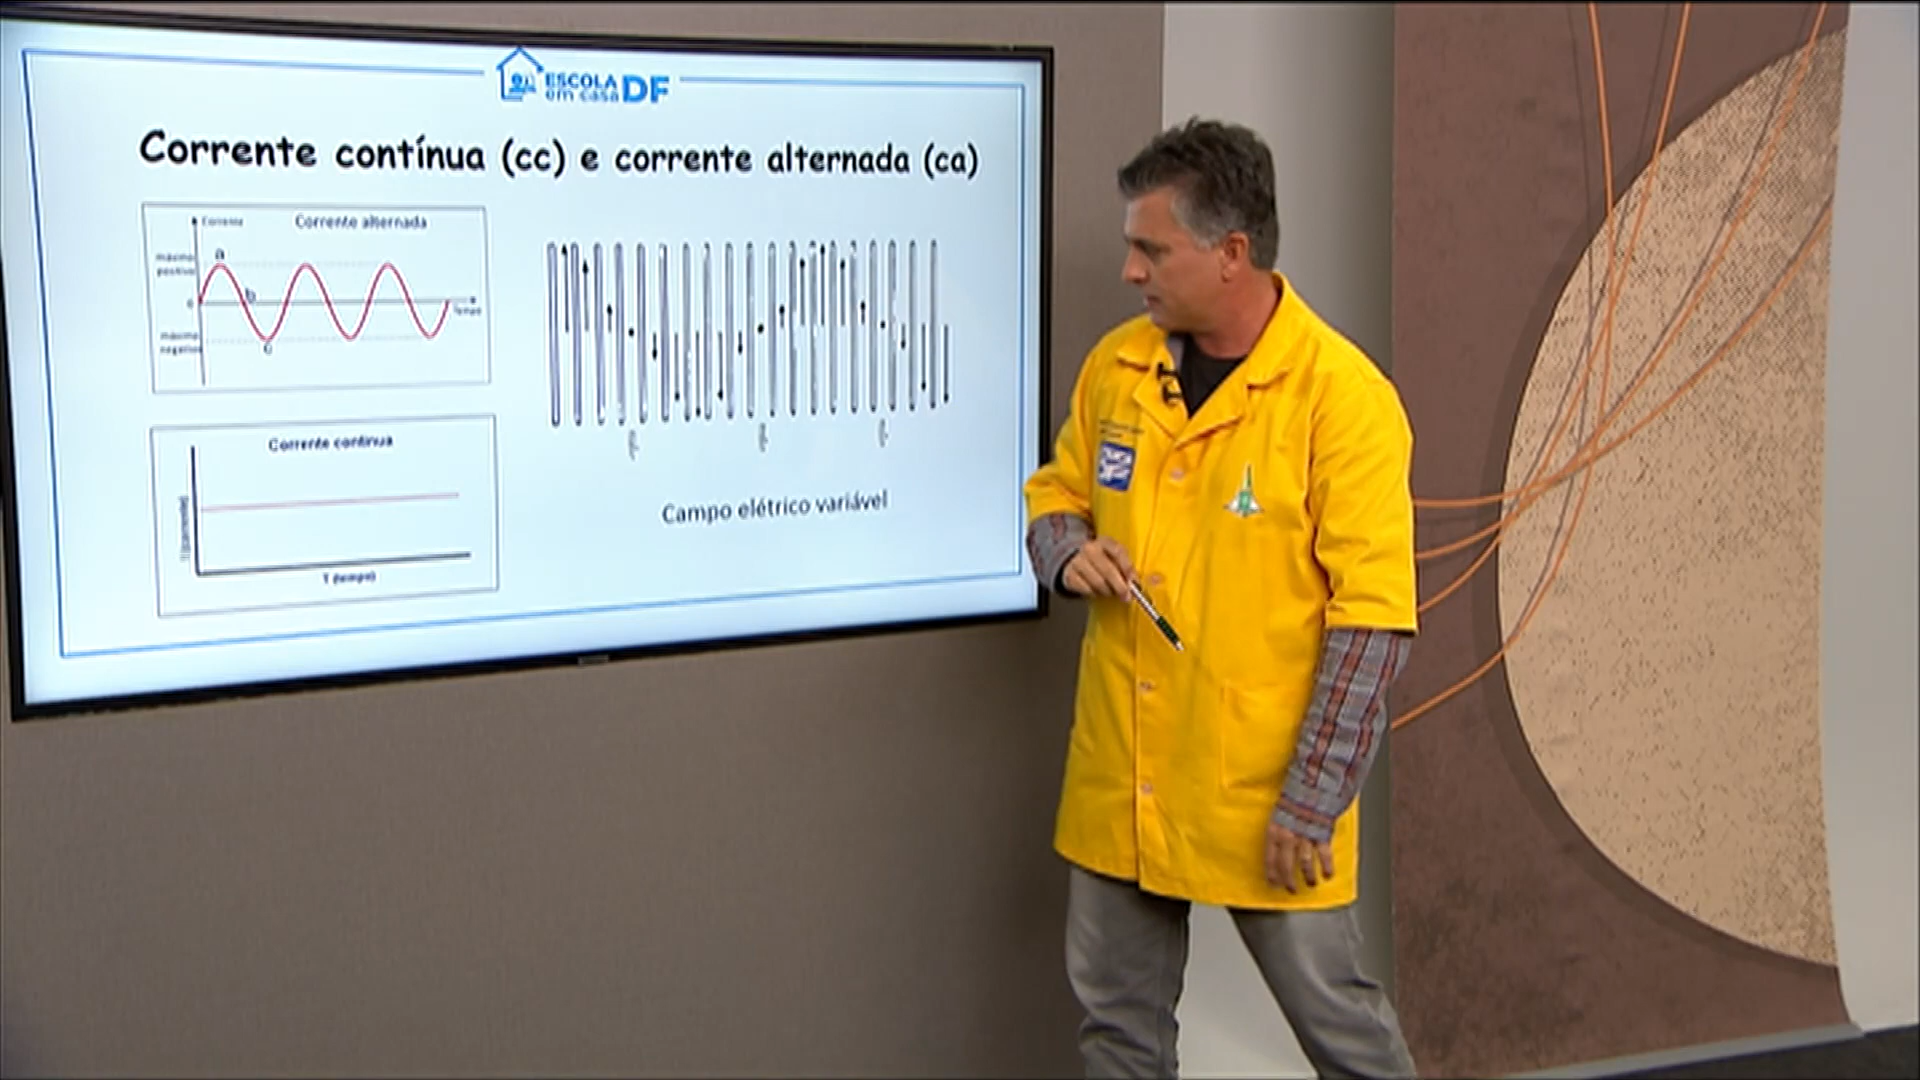 ESCOLA
em casa DF
Corrente contínua (cc) e corrente alternada (ca)
Corrente
Corrente alternada
máximo
positivo
a
b
0
Tempo
máximo
negativo
c
Corrente contínua
T (tempo)
Campo elétrico variável